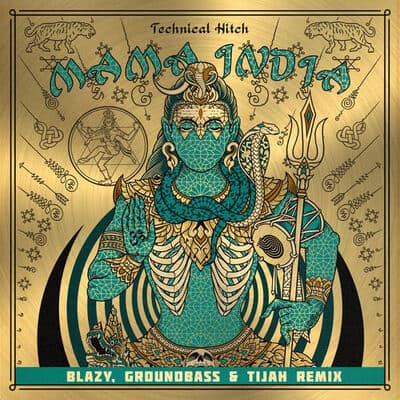 Technical Hitch
MAMA INDIA
ॐ
BLAZY, GROUNDBASS & TIJAH REMIX